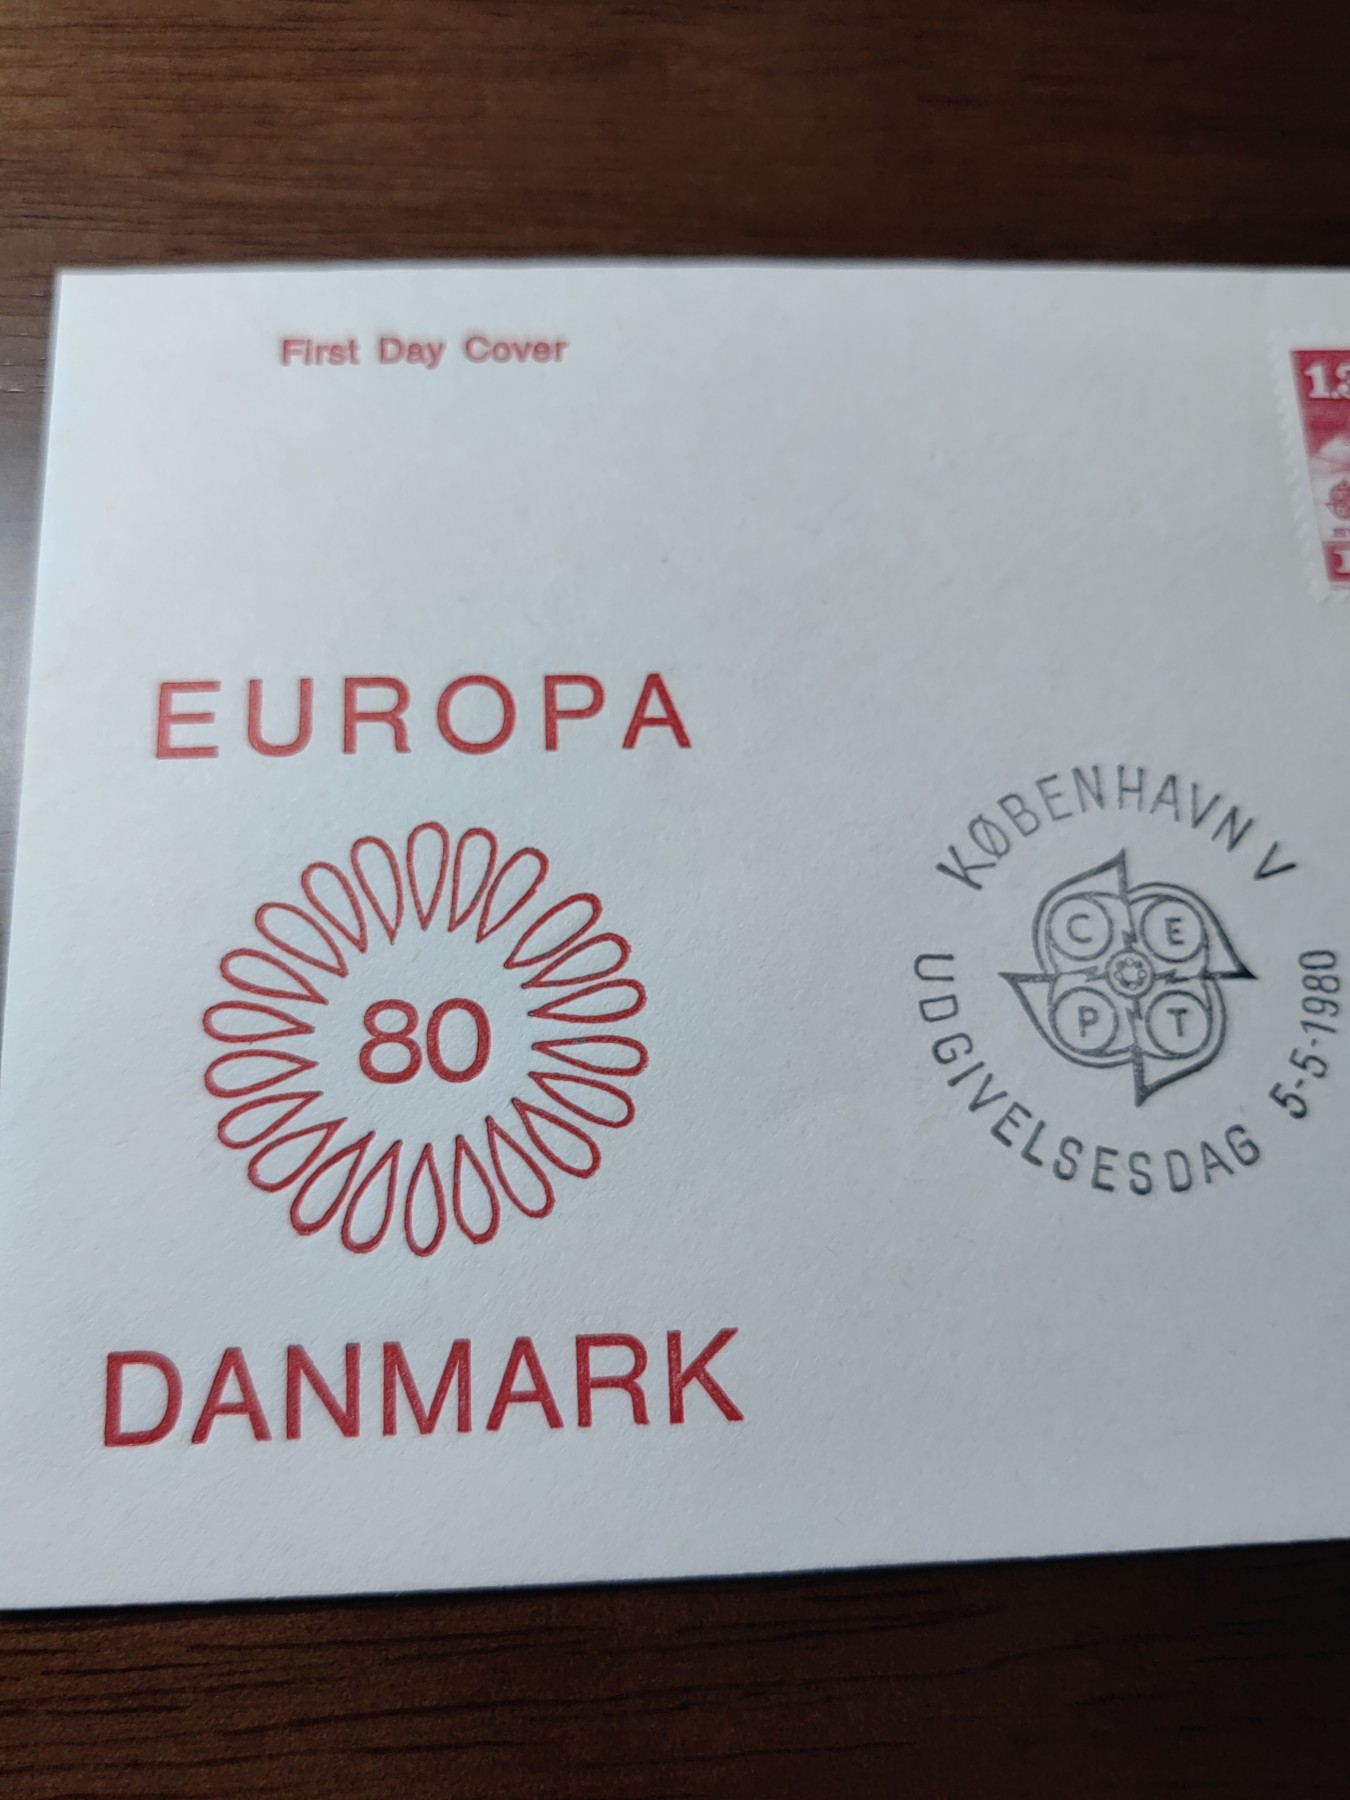 First Day Cover
EUROPA
80
DANMARK
KØBENHAVN V
C E
P T
UDGIVELSESDAG 5-5-1980